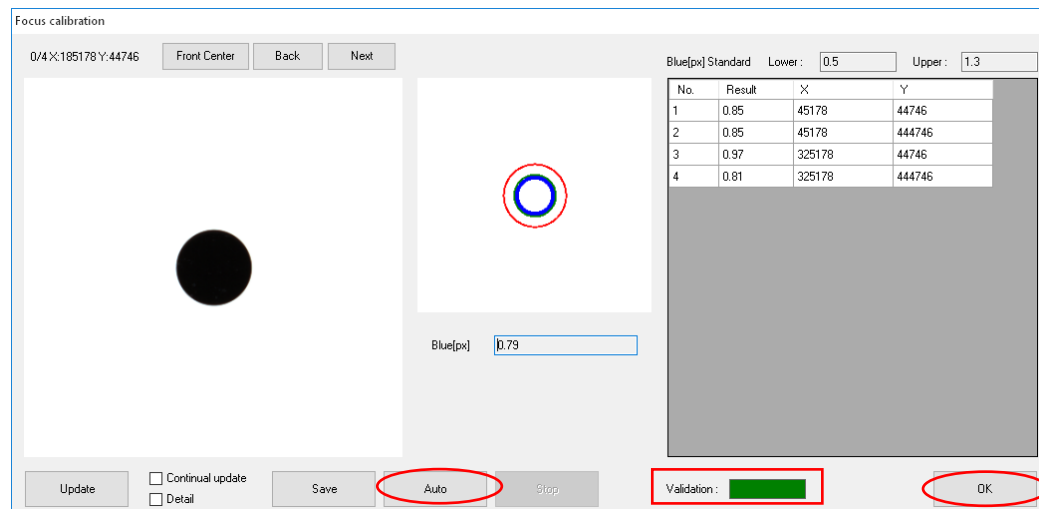 Focus calibration
0/4 X:185178 Y:44746 Front Center Back Next
Blue[px] Standard Lower : 0.5 Upper : 1.3
No. Result X Y
1 0.85 45178 44746
2 0.85 45178 444746
3 0.97 325178 44746
4 0.81 325178 444746
Blue[px] 0.79
Update Continual update Save Auto Stop Validation : OK
Detail